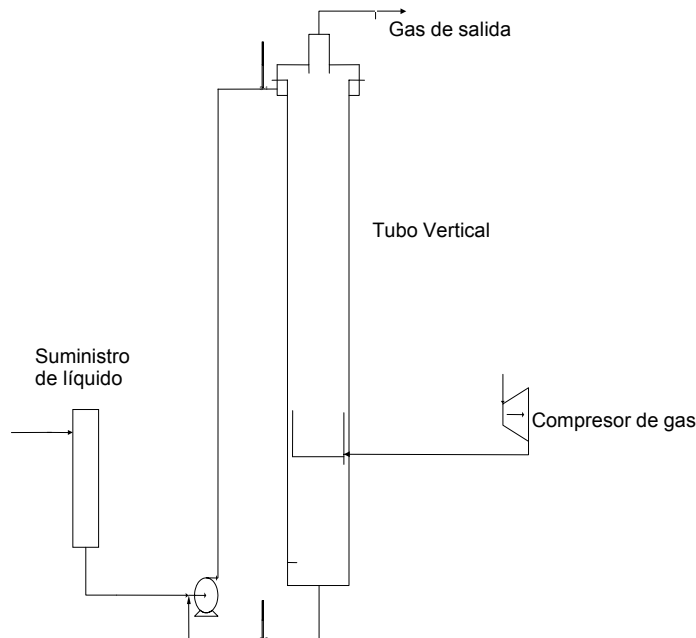 Gas de salida
Tubo Vertical
Suministro
de líquido
Compresor de gas